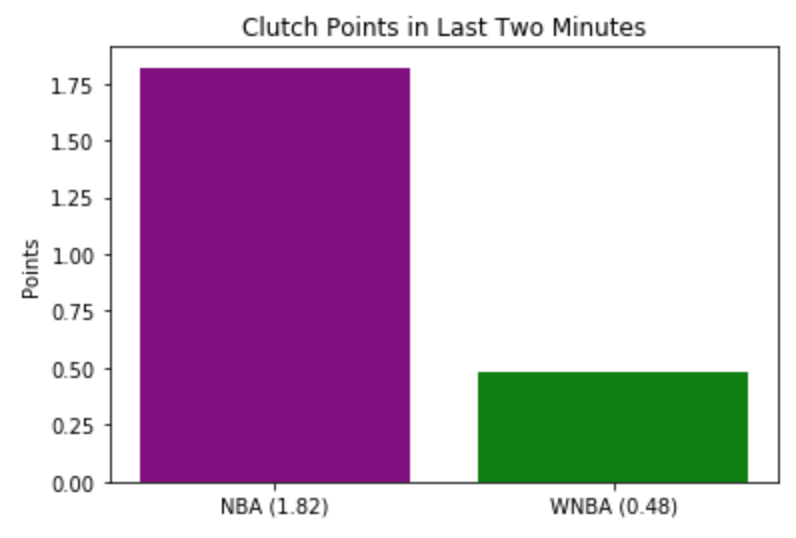 Clutch Points in Last Two Minutes
1.75
1.50
1.25
1.00
0.75
0.50
0.25
0.00
Points
NBA (1.82)
WNBA (0.48)